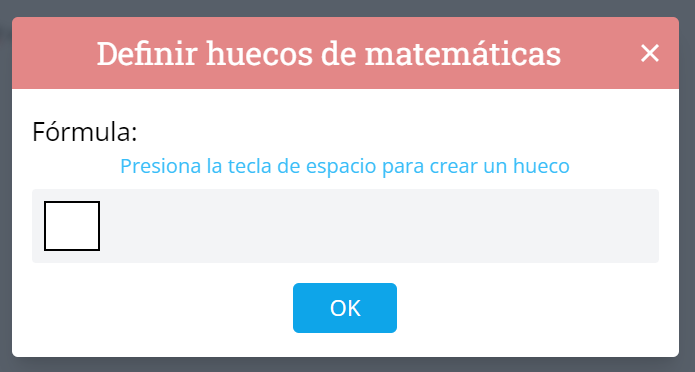 Definir huecos de matemáticas
Fórmula:
Presiona la tecla de espacio para crear un hueco
OK